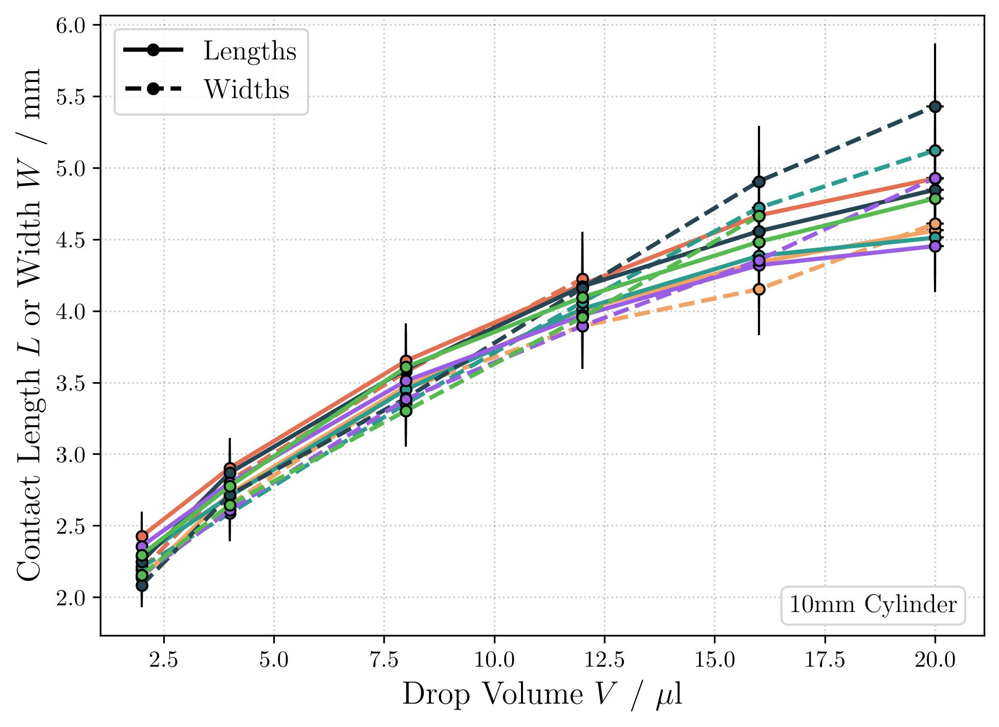 Lengths
Widths
Contact Length L or Width W / mm
6.0
5.5
5.0
4.5
4.0
3.5
3.0
2.5
2.0
10mm Cylinder
2.5 5.0 7.5 10.0 12.5 15.0 17.5 20.0
Drop Volume V / μl